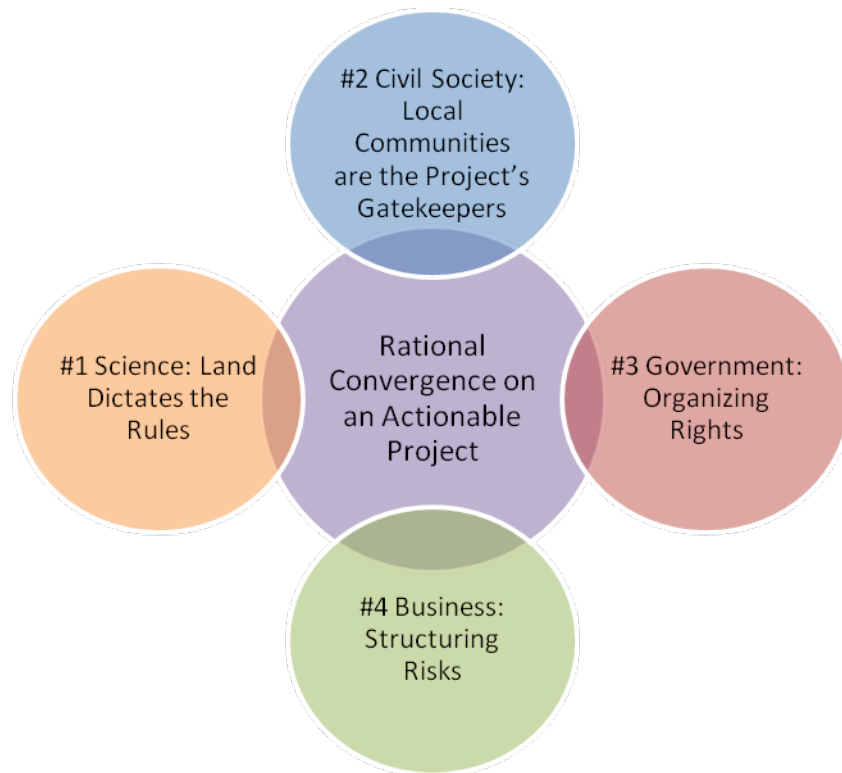 #2 Civil Society:
Local
Communities
are the Project's
Gatekeepers
#1 Science: Land
Dictates the
Rules
Rational
Convergence on
an Actionable
Project
#3 Government:
Organizing
Rights
#4 Business:
Structuring
Risks